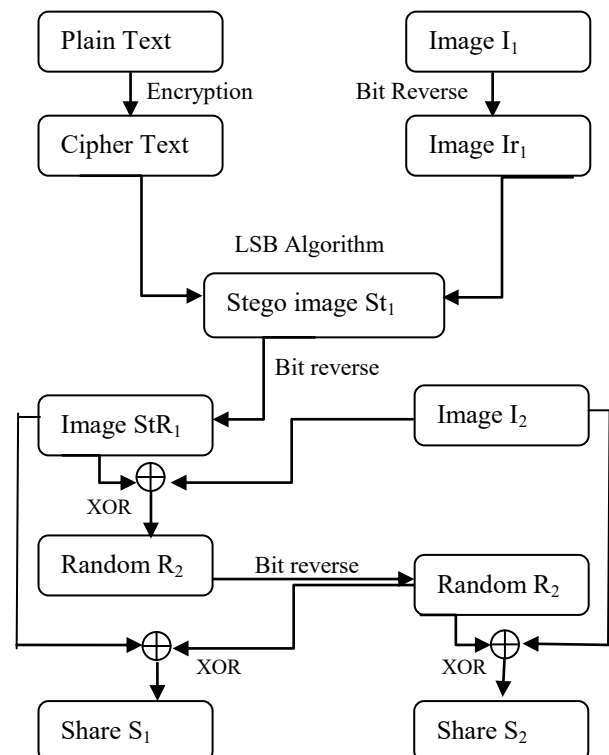 Plain Text
Image I₁
Encryption
Bit Reverse
Cipher Text
Image Ir₁
LSB Algorithm
Stego image St₁
Bit reverse
Image StR₁
Image I₂
XOR
Random R₂
Bit reverse
Random R₂
XOR
XOR
Share S₁
Share S₂